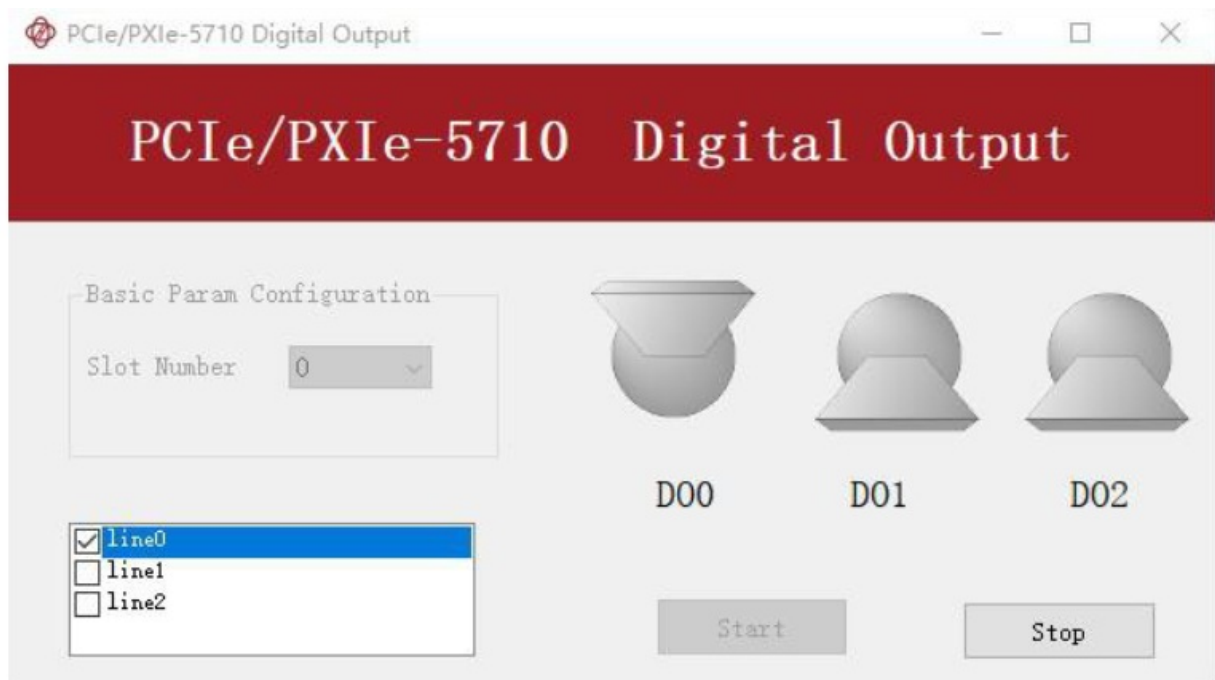 PCIe/PXIe-5710 Digital Output
PCIe/PXIe-5710 Digital Output
Basic Param Configuration
Slot Number 0
DO0 DO1 DO2
line0
line1
line2
Start Stop